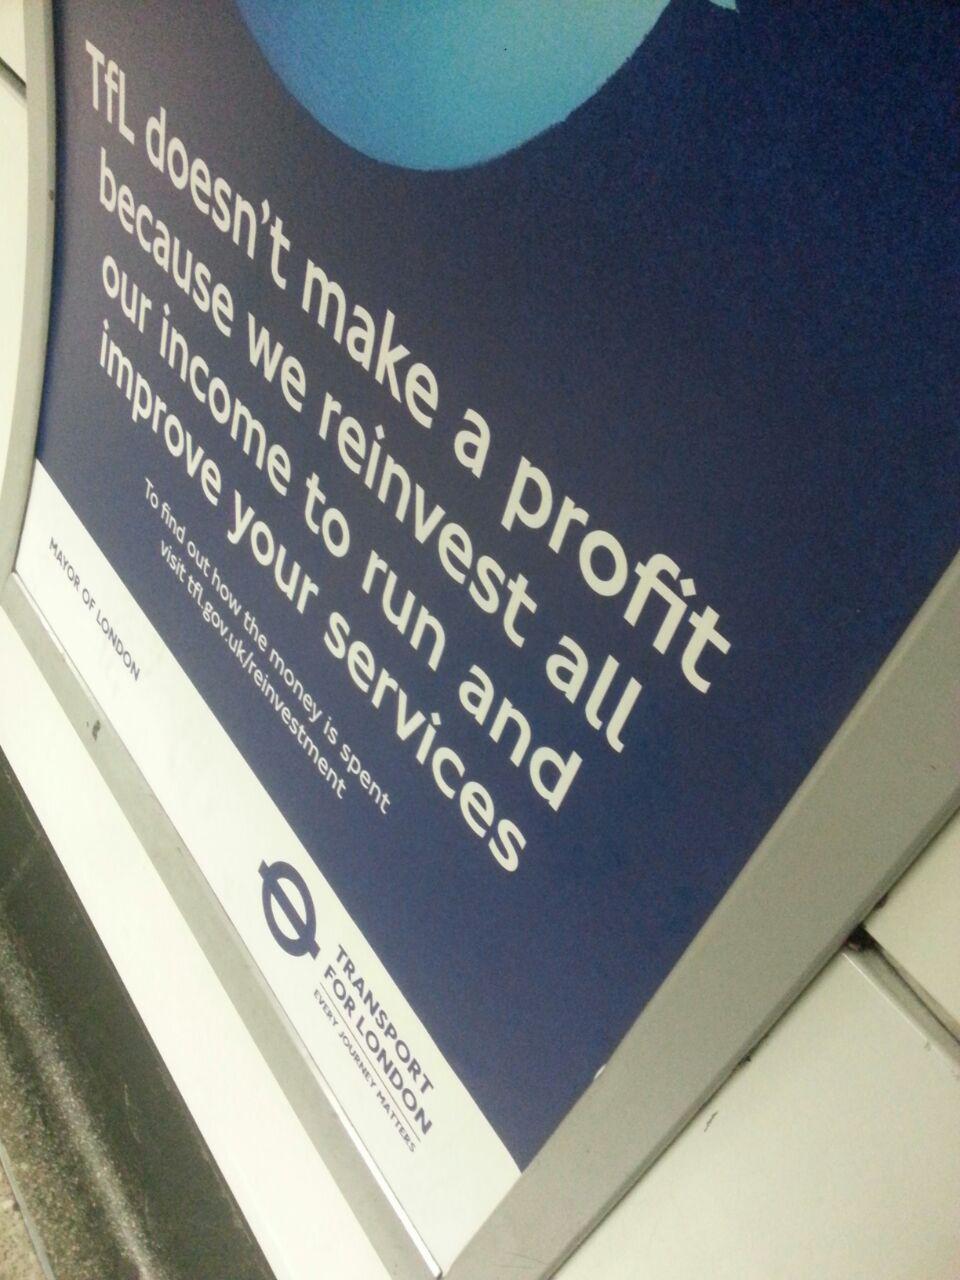 TfL doesn't make a profit
because we reinvest all
our income to run and
improve your services
To find out how the money is spent
visit tfl.gov.uk/reinvestment
MAYOR OF LONDON
TRANSPORT
FOR LONDON
EVERY JOURNEY MATTERS